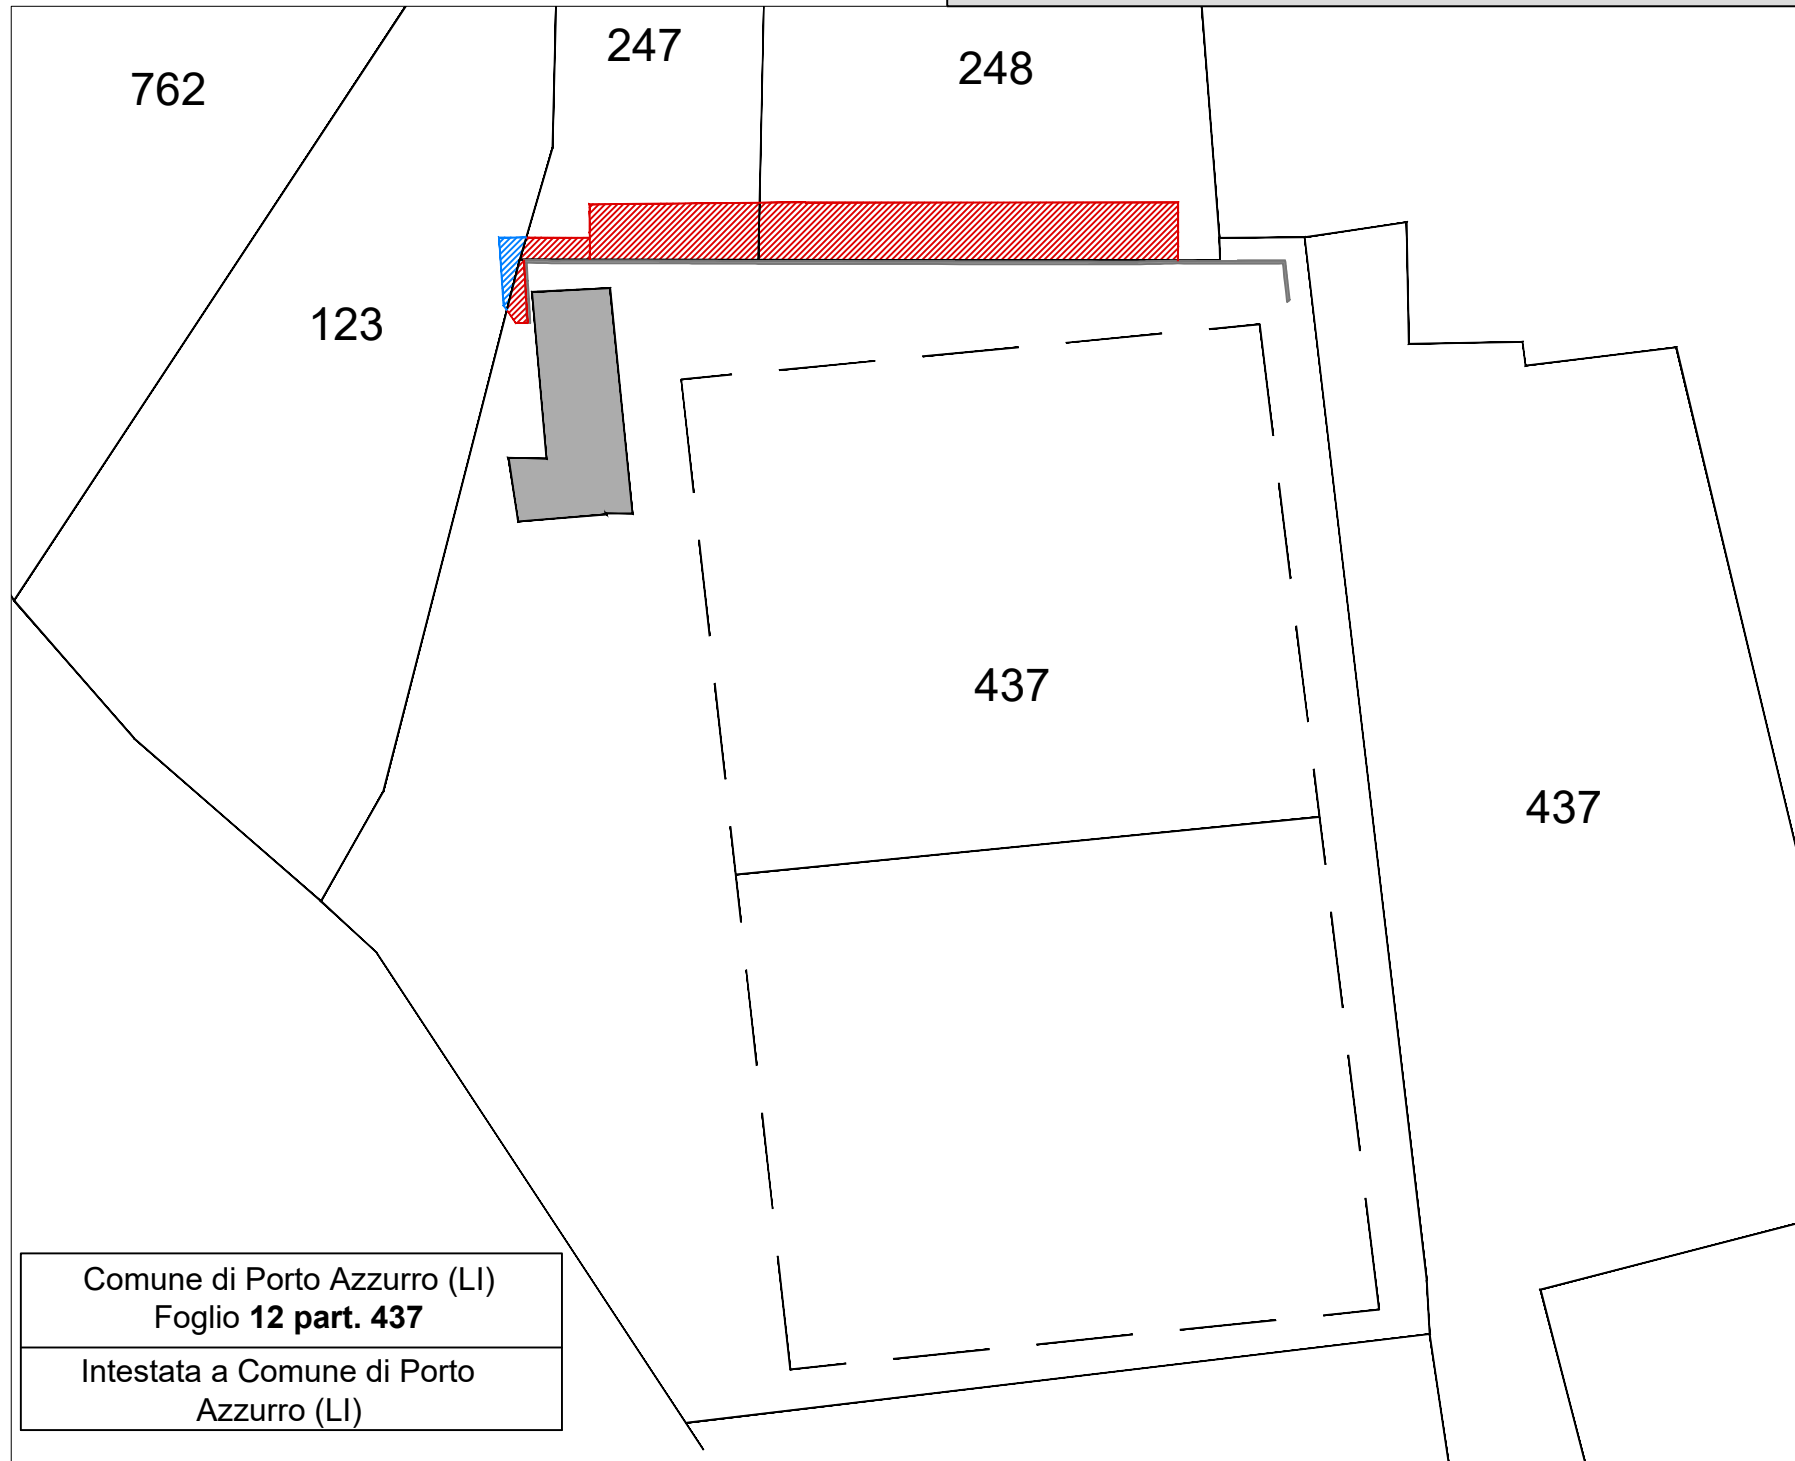 247
248
762
123
437
437
Comune di Porto Azzurro (LI)
Foglio 12 part. 437
Intestata a Comune di Porto
Azzurro (LI)